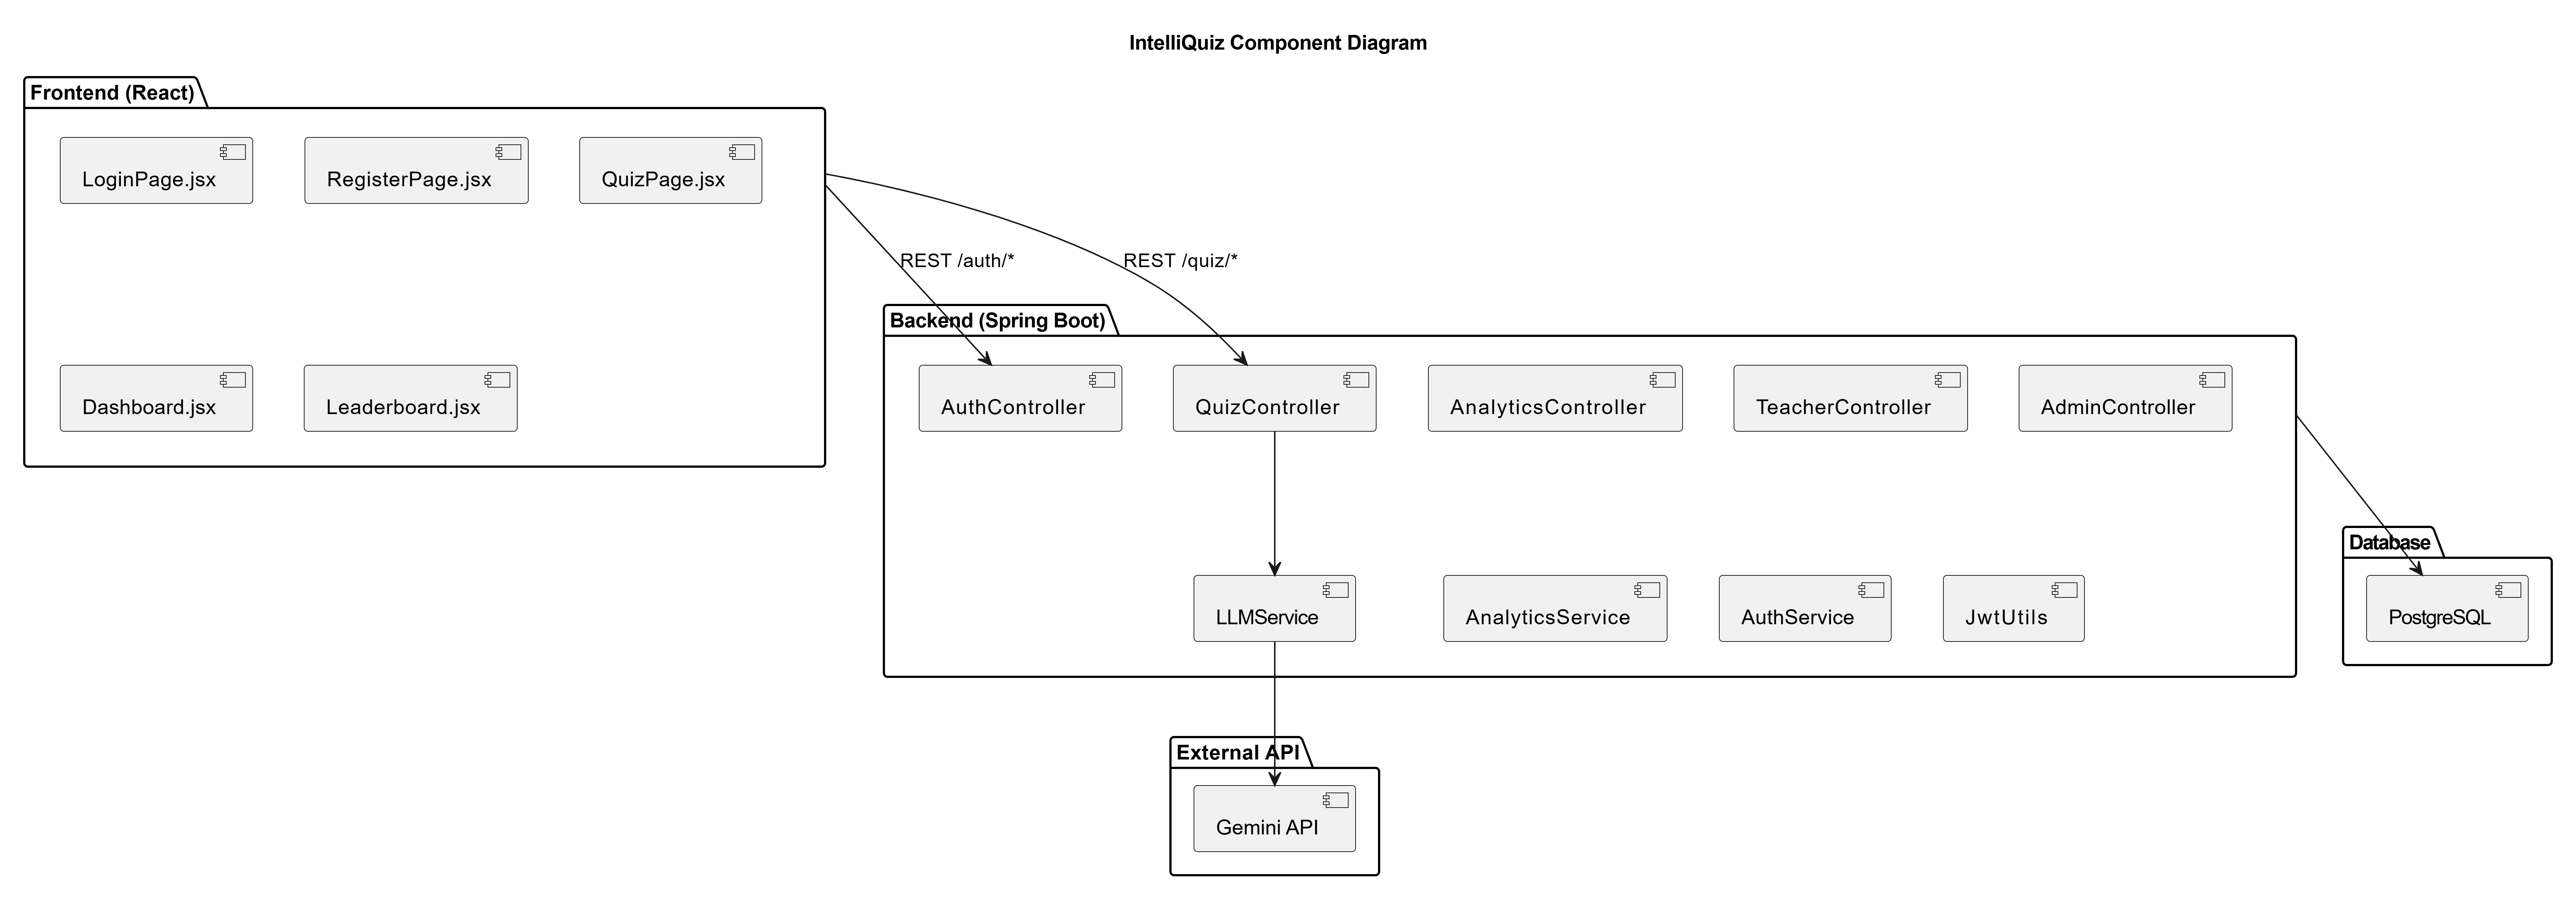 IntelliQuiz Component Diagram
Frontend (React)
LoginPage.jsx
RegisterPage.jsx
QuizPage.jsx
Dashboard.jsx
Leaderboard.jsx
REST /auth/*
REST /quiz/*
Backend (Spring Boot)
AuthController
QuizController
AnalyticsController
TeacherController
AdminController
LLMService
AnalyticsService
AuthService
JwtUtils
Database
PostgreSQL
External API
Gemini API